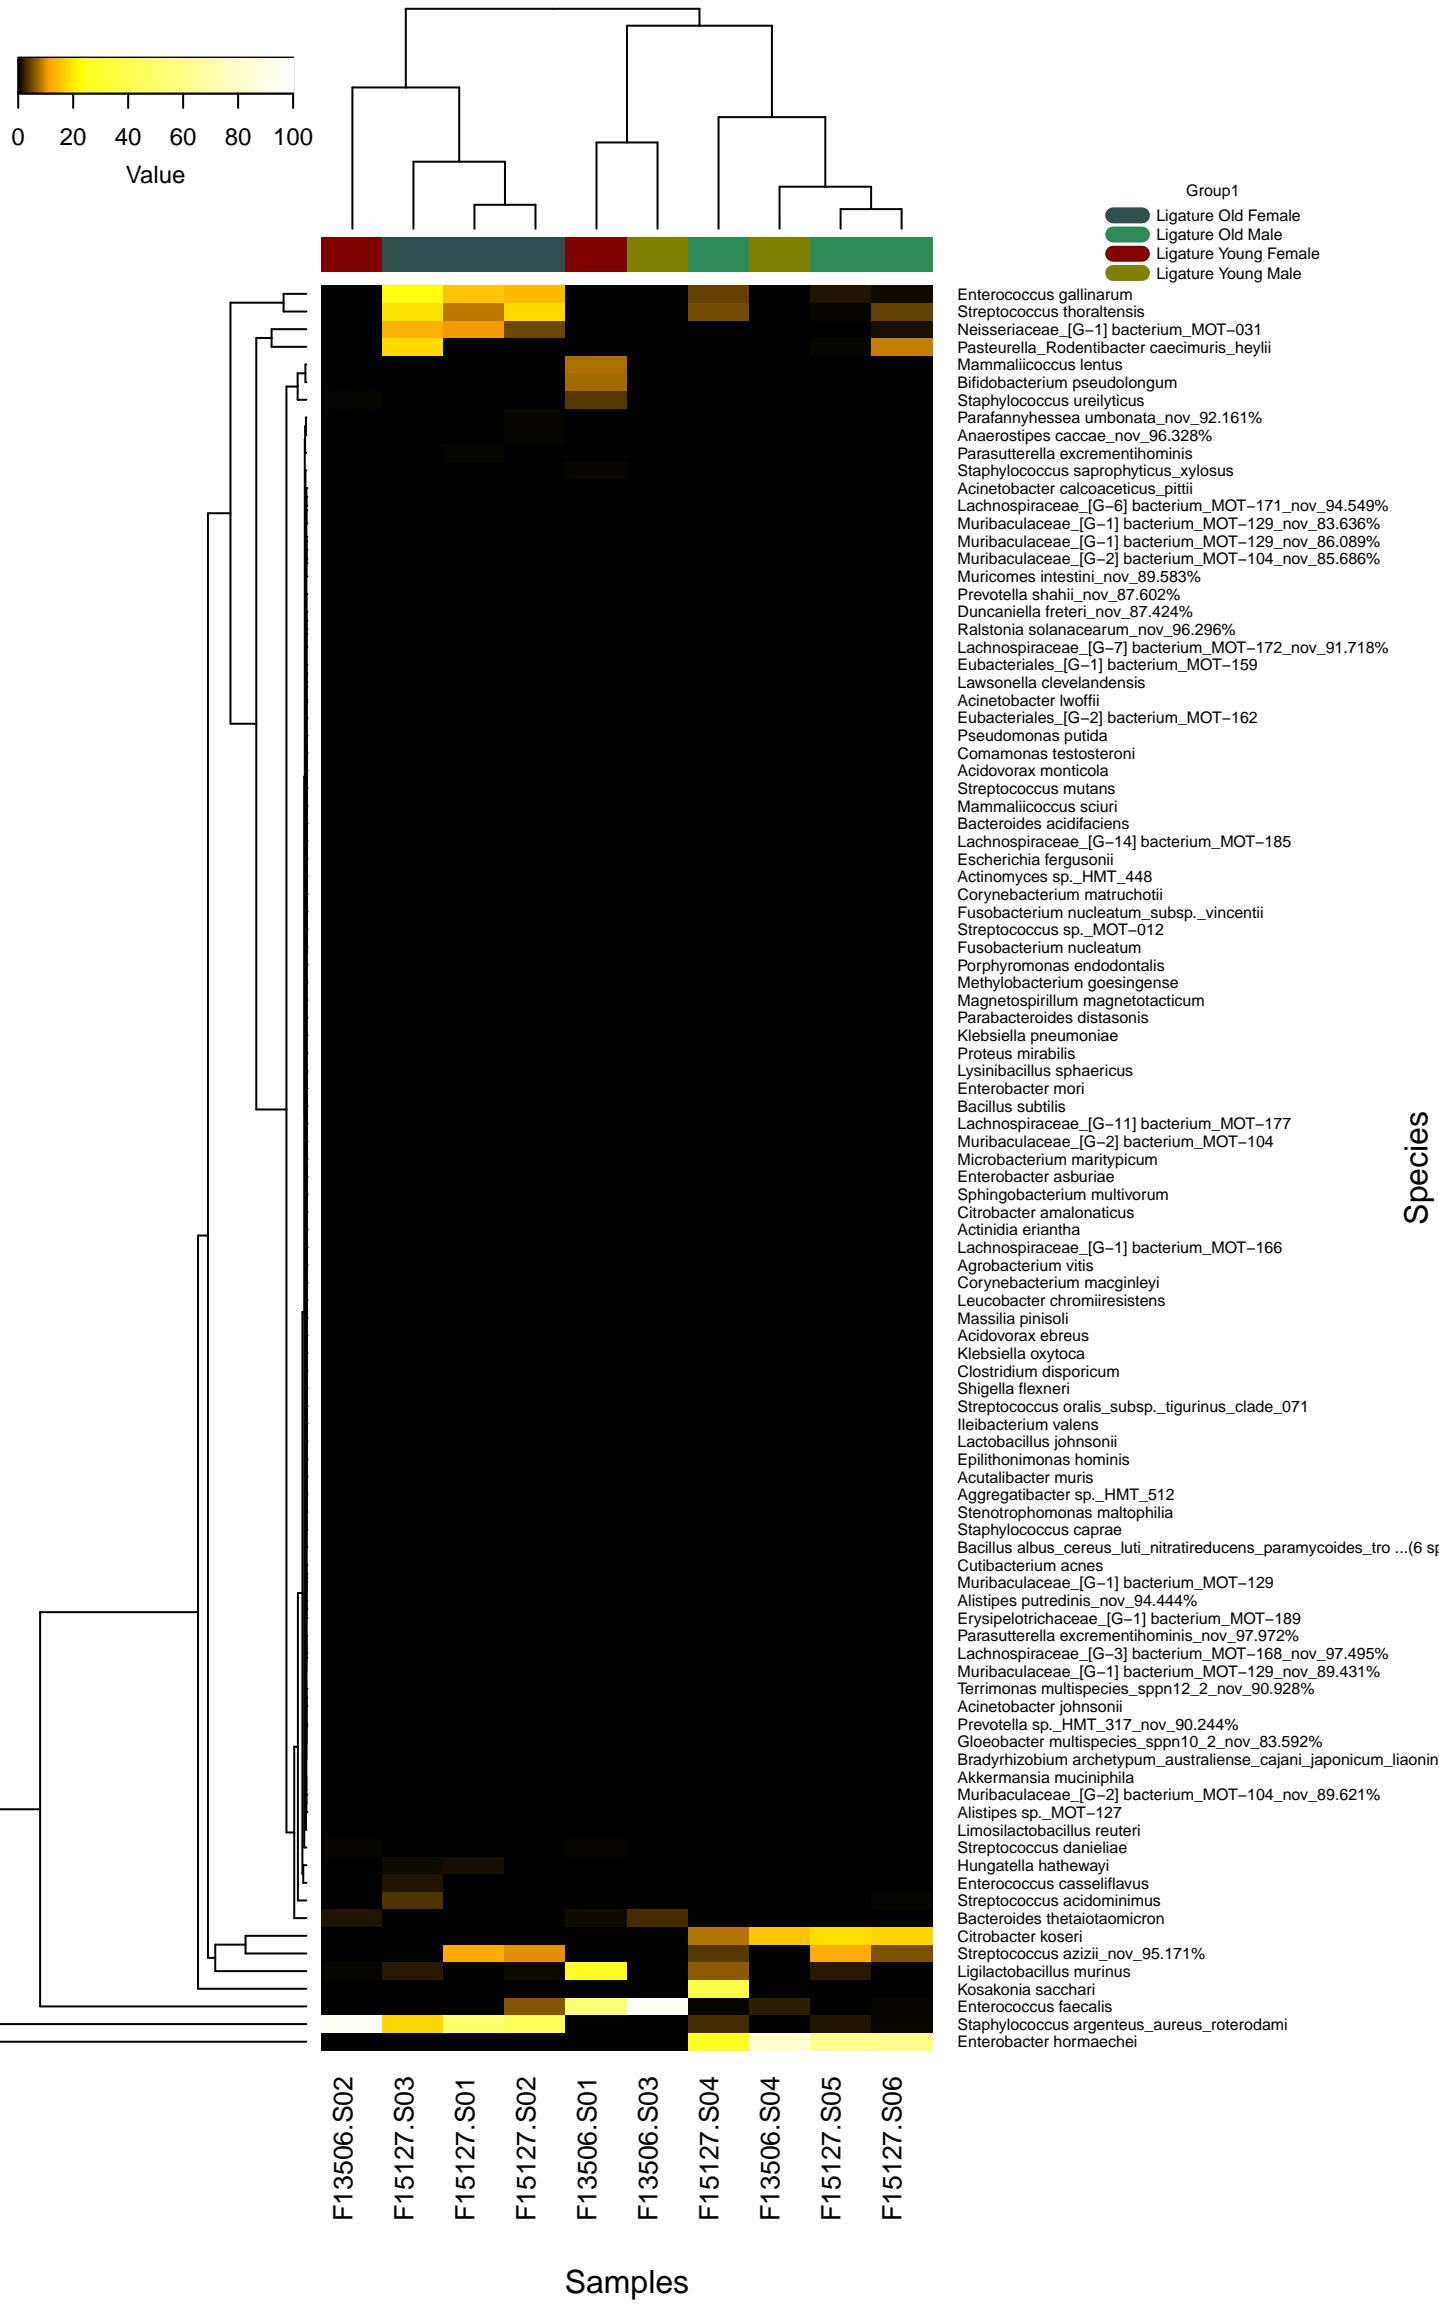 0 20 40 60 80 100
Value
Group1
Ligature Old Female
Ligature Old Male
Ligature Young Female
Ligature Young Male
Enterococcus gallinarum
Streptococcus thoraltensis
Neisseriaceae_[G−1] bacterium_MOT−031
Pasteurella_Rodentibacter caecimuris_heylii
Mammaliicoccus lentus
Bifidobacterium pseudolongum
Staphylococcus ureilyticus
Parafannyhessea umbonata_nov_92.161%
Anaerostipes caccae_nov_96.328%
Parasutterella excrementihominis
Staphylococcus saprophyticus_xylosus
Acinetobacter calcoaceticus_pittii
Lachnospiraceae_[G−6] bacterium_MOT−171_nov_94.549%
Muribaculaceae_[G−1] bacterium_MOT−129_nov_83.636%
Muribaculaceae_[G−1] bacterium_MOT−129_nov_86.089%
Muribaculaceae_[G−2] bacterium_MOT−104_nov_85.686%
Muricomes intestini_nov_89.583%
Prevotella shahii_nov_87.602%
Duncaniella freteri_nov_87.424%
Ralstonia solanacearum_nov_96.296%
Lachnospiraceae_[G−7] bacterium_MOT−172_nov_91.718%
Eubacteriales_[G−1] bacterium_MOT−159
Lawsonella clevelandensis
Acinetobacter lwoffii
Eubacteriales_[G−2] bacterium_MOT−162
Pseudomonas putida
Comamonas testosteroni
Acidovorax monticola
Streptococcus mutans
Mammaliicoccus sciuri
Bacteroides acidifaciens
Lachnospiraceae_[G−14] bacterium_MOT−185
Escherichia fergusonii
Actinomyces sp._HMT_448
Corynebacterium matruchotii
Fusobacterium nucleatum_subsp._vincentii
Streptococcus sp._MOT−012
Fusobacterium nucleatum
Porphyromonas endodontalis
Methylobacterium goesingense
Magnetospirillum magnetotacticum
Parabacteroides distasonis
Klebsiella pneumoniae
Proteus mirabilis
Lysinibacillus sphaericus
Enterobacter mori
Bacillus subtilis
Lachnospiraceae_[G−11] bacterium_MOT−177
Muribaculaceae_[G−2] bacterium_MOT−104
Microbacterium maritypicum
Enterobacter asburiae
Sphingobacterium multivorum
Citrobacter amalonaticus
Actinidia eriantha
Lachnospiraceae_[G−1] bacterium_MOT−166
Agrobacterium vitis
Corynebacterium macginleyi
Leucobacter chromiiresistens
Massilia pinisoli
Acidovorax ebreus
Klebsiella oxytoca
Clostridium disporicum
Shigella flexneri
Streptococcus oralis_subsp._tigurinus_clade_071
Ileibacterium valens
Lactobacillus johnsonii
Epilithonimonas hominis
Acutalibacter muris
Aggregatibacter sp._HMT_512
Stenotrophomonas maltophilia
Staphylococcus caprae
Bacillus albus_cereus_luti_nitratireducens_paramycoides_tro ...(6 sp
Cutibacterium acnes
Muribaculaceae_[G−1] bacterium_MOT−129
Alistipes putredinis_nov_94.444%
Erysipelotrichaceae_[G−1] bacterium_MOT−189
Parasutterella excrementihominis_nov_97.972%
Lachnospiraceae_[G−3] bacterium_MOT−168_nov_97.495%
Muribaculaceae_[G−1] bacterium_MOT−129_nov_89.431%
Terrimonas multispecies_sppn12_2_nov_90.928%
Acinetobacter johnsonii
Prevotella sp._HMT_317_nov_90.244%
Gloeobacter multispecies_sppn10_2_nov_83.592%
Bradyrhizobium archetypum_australiense_cajani_japonicum_liaonin
Akkermansia muciniphila
Muribaculaceae_[G−2] bacterium_MOT−104_nov_89.621%
Alistipes sp._MOT−127
Limosilactobacillus reuteri
Streptococcus danieliae
Hungatella hathewayi
Enterococcus casseliflavus
Streptococcus acidominimus
Bacteroides thetaiotaomicron
Citrobacter koseri
Streptococcus azizii_nov_95.171%
Ligilactobacillus murinus
Kosakonia sacchari
Enterococcus faecalis
Staphylococcus argenteus_aureus_roterodami
Enterobacter hormaechei
Species
F13506.S02
F15127.S03
F15127.S01
F15127.S02
F13506.S01
F13506.S03
F15127.S04
F13506.S04
F15127.S05
F15127.S06
Samples